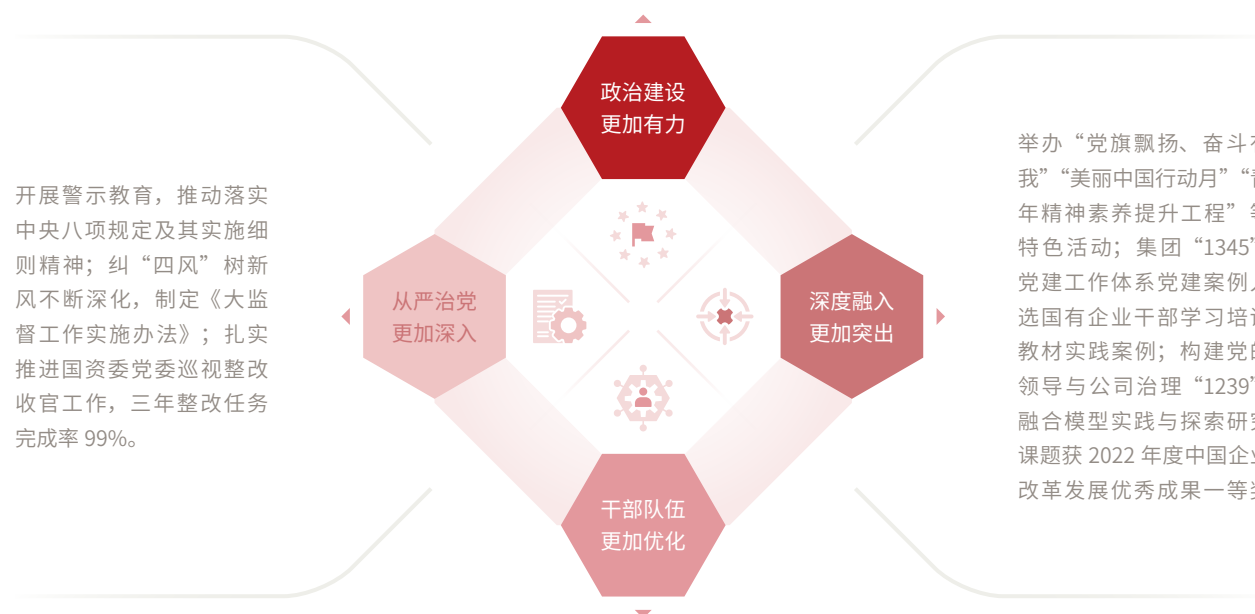 政治建设
更加有力
开展警示教育，推动落实
中央八项规定及其实施细
则精神；纠“四风”树新
风不断深化，制定《大监
督工作实施办法》；扎实
推进国资委党委巡视整改
收官工作，三年整改任务
完成率 99%。
从严治党
更加深入
深度融入
更加突出
干部队伍
更加优化
举办“党旗飘扬、奋斗
我”“美丽中国行动月”“
年精神素养提升工程”
特色活动；集团“1345”
党建工作体系党建案例
选国有企业干部学习培
教材实践案例；构建党
领导与公司治理“1239”
融合模型实践与探索研
课题获 2022 年度中国企
改革发展优秀成果一等